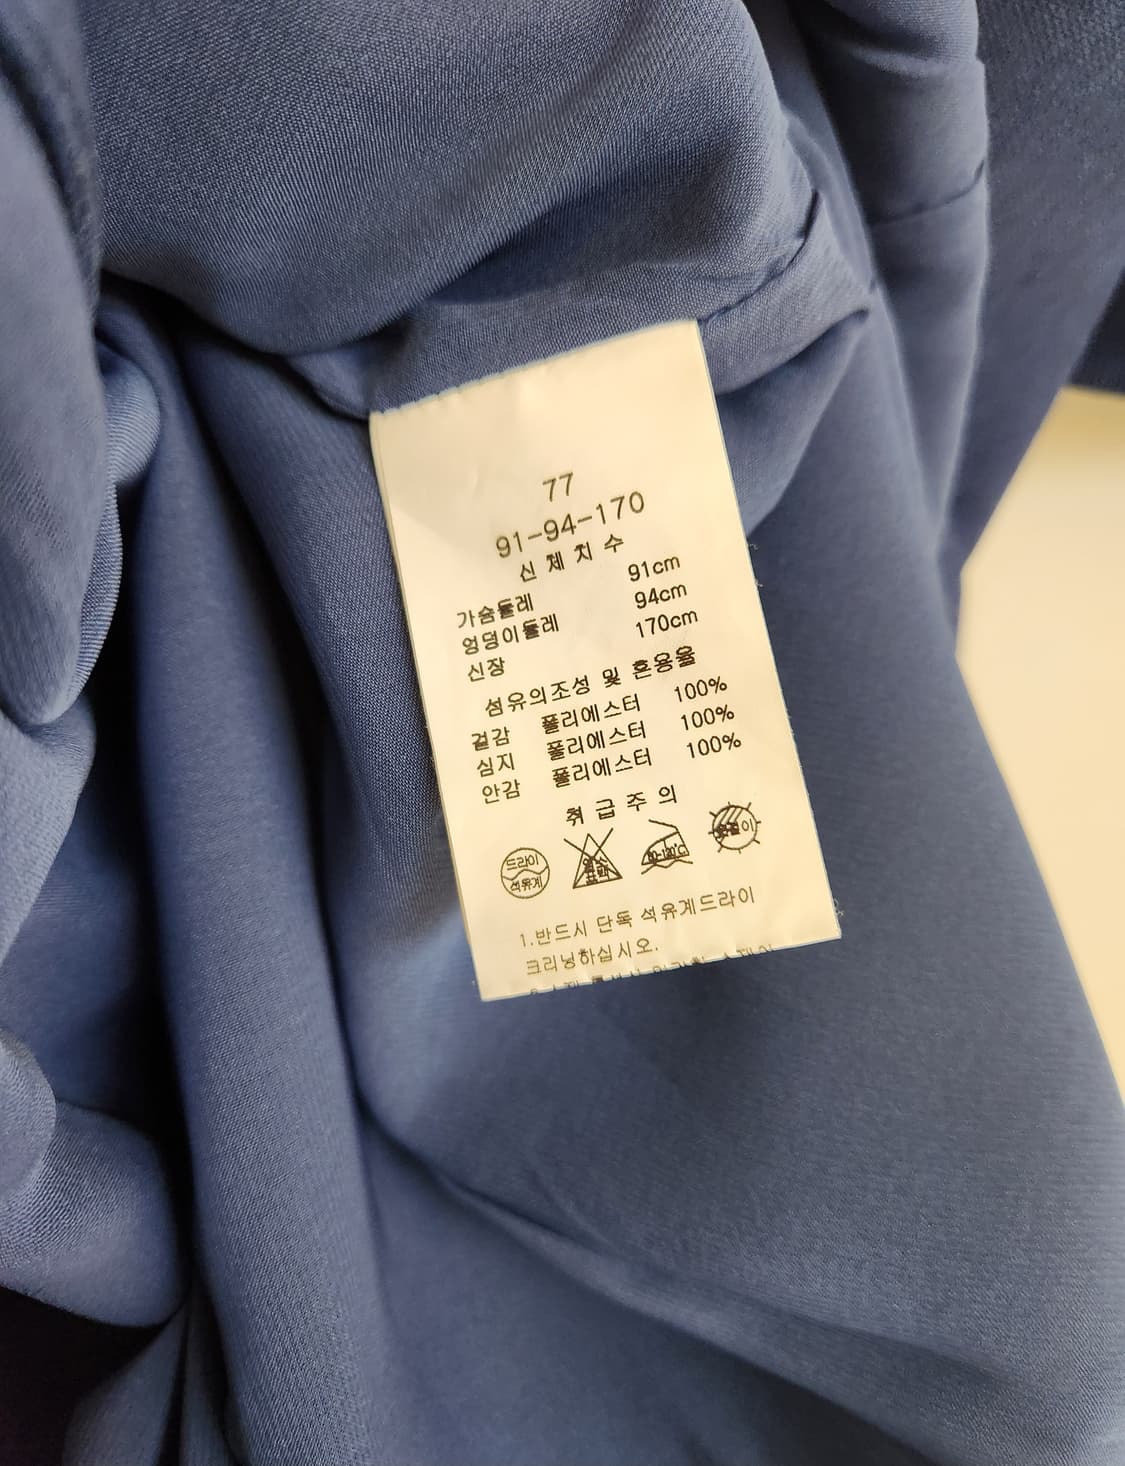 77
91-94-170
신체치수
가슴둘레 91cm
엉덩이둘레 94cm
신장 170cm
섬유의조성 및 혼용율
겉감 폴리에스터 100%
심지 폴리에스터 100%
안감 폴리에스터 100%
취급주의
드라이
석유계
1.반드시 단독 석유계드라이
크리닝하십시오.